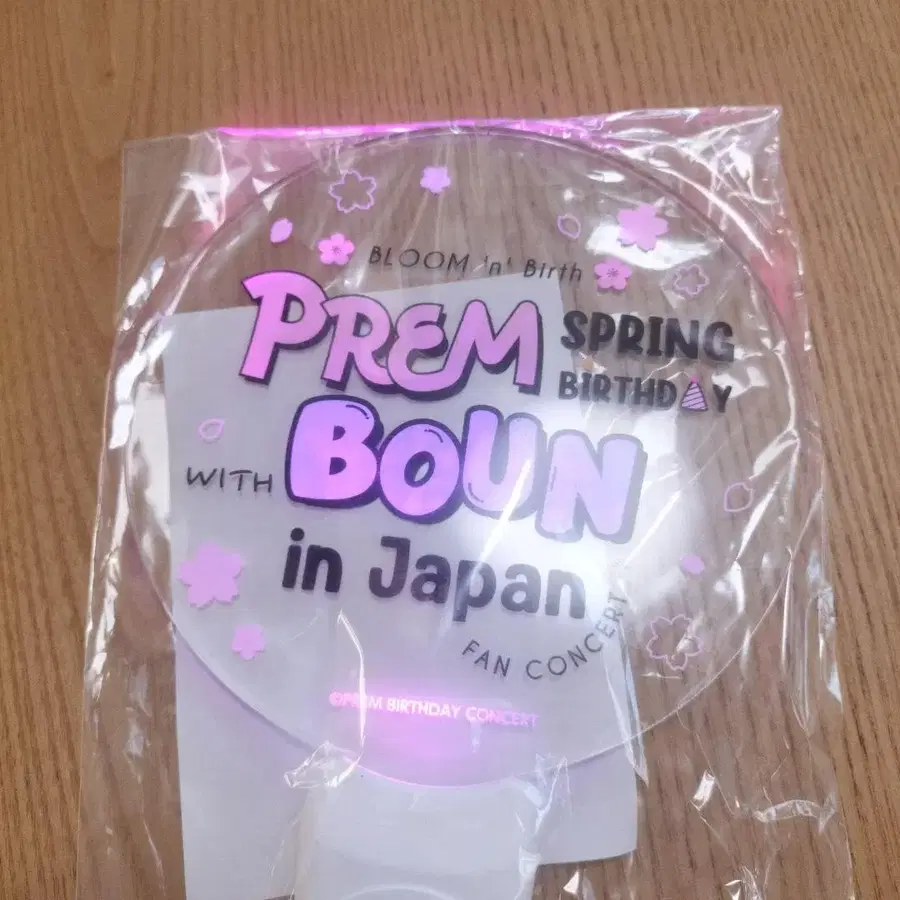 BLOOM 'n' Birth
PREM SPRING
BIRTHDAY
WITH BOUN
in Japan
FAN CONCERT
©PREM BIRTHDAY CONCERT